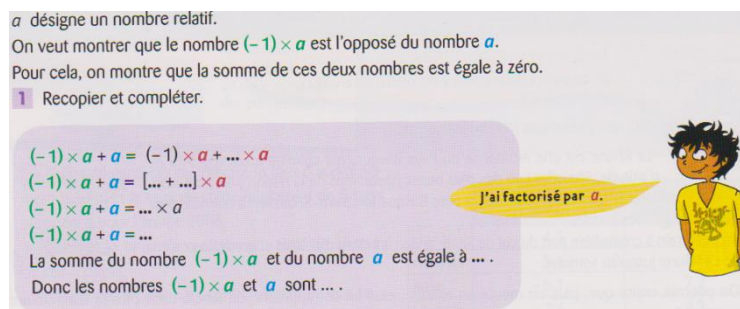 a désigne un nombre relatif.
On veut montrer que le nombre (– 1) × a est l'opposé du nombre a.
Pour cela, on montre que la somme de ces deux nombres est égale à zéro.
1 Recopier et compléter.
(– 1) × a + a = (– 1) × a + ... × a
(– 1) × a + a = [... + ...] × a
J'ai factorisé par a.
(– 1) × a + a = ... × a
(– 1) × a + a = ...
La somme du nombre (– 1) × a et du nombre a est égale à ... .
Donc les nombres (– 1) × a et a sont ... .